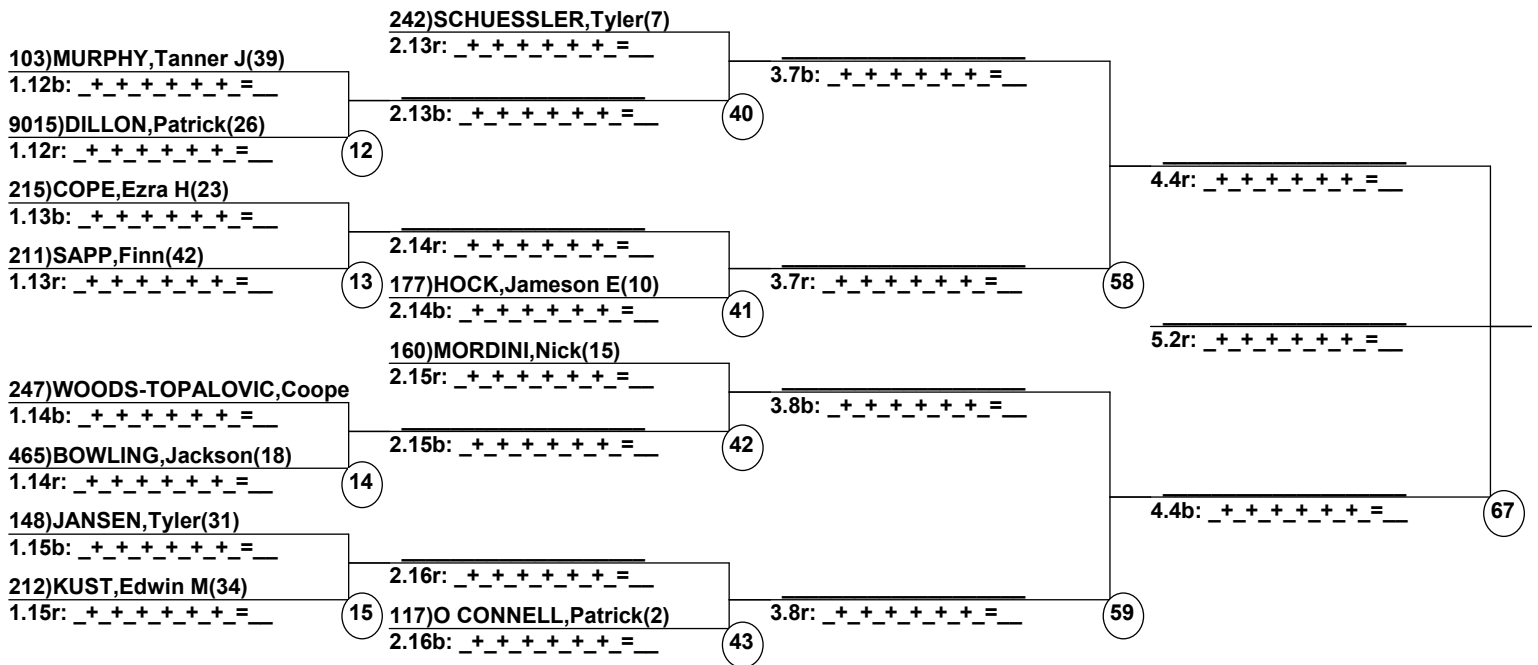 242)SCHUESSLER,Tyler(7)
2.13r: _+_+_+_+_+_=__
103)MURPHY,Tanner J(39)
1.12b: _+_+_+_+_+_=__
3.7b: _+_+_+_+_+_=__
2.13b: _+_+_+_+_+_=__
40
9015)DILLON,Patrick(26)
1.12r: _+_+_+_+_+_=__
12
4.4r: _+_+_+_+_+_=__
215)COPE,Ezra H(23)
1.13b: _+_+_+_+_+_=__
2.14r: _+_+_+_+_+_=__
211)SAPP,Finn(42)
1.13r: _+_+_+_+_+_=__
13
3.7r: _+_+_+_+_+_=__
58
177)HOCK,Jameson E(10)
2.14b: _+_+_+_+_+_=__
41
5.2r: _+_+_+_+_+_=__
160)MORDINI,Nick(15)
2.15r: _+_+_+_+_+_=__
247)WOODS-TOPALOVIC,Coope
1.14b: _+_+_+_+_+_=__
3.8b: _+_+_+_+_+_=__
2.15b: _+_+_+_+_+_=__
42
465)BOWLING,Jackson(18)
1.14r: _+_+_+_+_+_=__
14
4.4b: _+_+_+_+_+_=__
67
148)JANSEN,Tyler(31)
1.15b: _+_+_+_+_+_=__
2.16r: _+_+_+_+_+_=__
212)KUST,Edwin M(34)
1.15r: _+_+_+_+_+_=__
15
3.8r: _+_+_+_+_+_=__
59
117)O CONNELL,Patrick(2)
2.16b: _+_+_+_+_+_=__
43